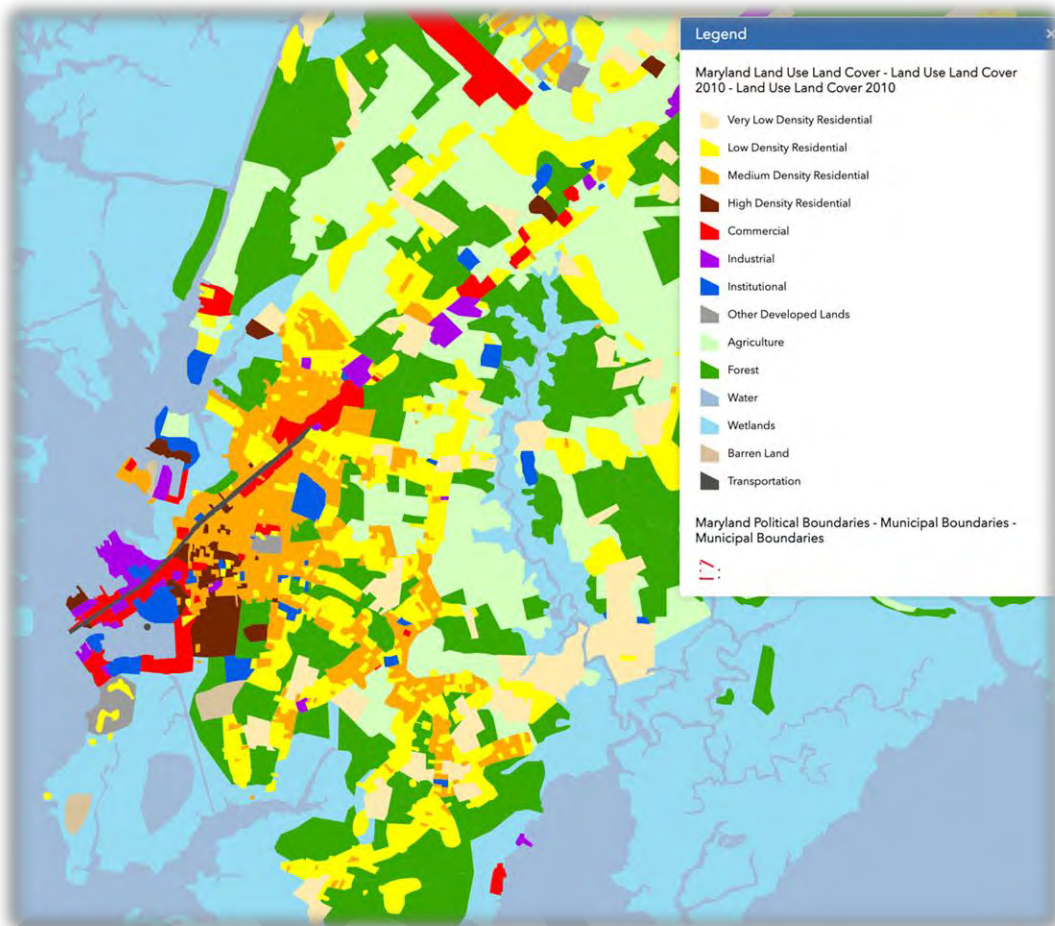 Legend
Maryland Land Use Land Cover - Land Use Land Cover
2010 - Land Use Land Cover 2010
Very Low Density Residential
Low Density Residential
Medium Density Residential
High Density Residential
Commercial
Industrial
Institutional
Other Developed Lands
Agriculture
Forest
Water
Wetlands
Barren Land
Transportation
Maryland Political Boundaries - Municipal Boundaries -
Municipal Boundaries